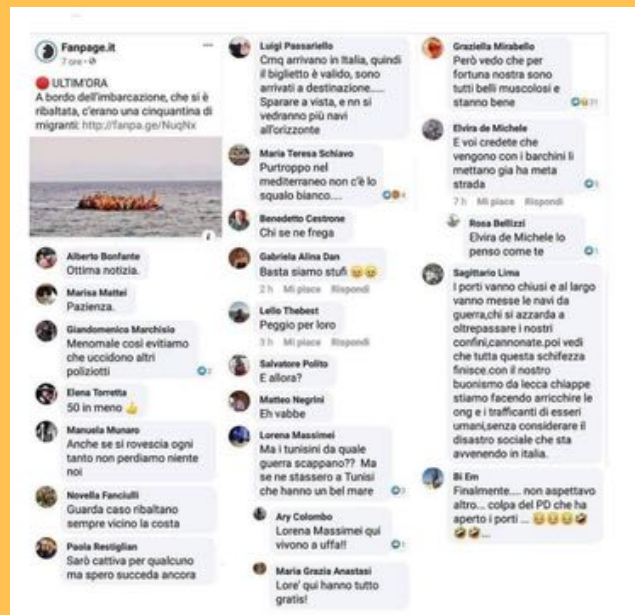 Fanpage.it
7 ore
ULTIM'ORA
A bordo dell'imbarcazione, che si è
ribaltata, c'erano una cinquantina di
migranti: http://fanpa.ge/NuqNx
Alberto Bonfante
Ottima notizia.
Marisa Mattei
Pazienza.
Giandomenico Marchisio
Menomale così evitiamo
che uccidono altri
poliziotti
2
Elena Torretta
50 in meno 👍
Manuela Munaro
Anche se si rovescia ogni
tanto non perdiamo niente
noi
Novella Fanciulli
Guarda caso ribaltano
sempre vicino la costa
Paola Restiglian
Sarò cattiva per qualcuno
ma spero succeda ancora
Luigi Passariello
Cmq arrivano in Italia, quindi
il biglietto è valido, sono
arrivati a destinazione.....
Sparare a vista, e nn si
vedranno più navi
all'orizzonte
Maria Teresa Schiavo
Purtroppo nel
mediterraneo non c'è lo
squalo bianco....
4
Benedetto Cestrone
Chi se ne frega
Gabriela Alina Dan
Basta siamo stufi
2 h Mi piace Rispondi
Lello Thebest
Peggio per loro
3 h Mi piace Rispondi
Salvatore Polito
E allora?
Matteo Negrini
Eh vabbe
Lorena Massimei
Ma i tunisini da quale
guerra scappano?? Ma
se ne stassero a Tunisi
che hanno un bel mare
Ary Colombo
Lorena Massimei qui
vivono a uffa!!
1
Maria Grazia Anastasi
Lore' qui hanno tutto
gratis!
Graziella Mirabello
Però vedo che per
fortuna nostra sono
tutti belli muscolosi e
stanno bene
Elvira de Michele
E voi credete che
vengono con i barchini li
mettano gia ha meta
strada
7 h Mi piace Rispondi
Rosa Bellizzi
Elvira de Michele lo
penso come te
1
Sagittario Lima
I porti vanno chiusi e al largo
vanno messe le navi da
guerra,chi si azzarda a
oltrepassare i nostri
confini,cannonate.poi vedi
che tutta questa schifezza
finisce.con il nostro
buonismo da lecca chiappe
stiamo facendo arricchire le
ong e i trafficanti di esseri
umani,senza considerare il
disastro sociale che sta
avvenendo in italia.
Bi Em
Finalmente.... non aspettavo
altro... colpa del PD che ha
aperto i porti ...
...